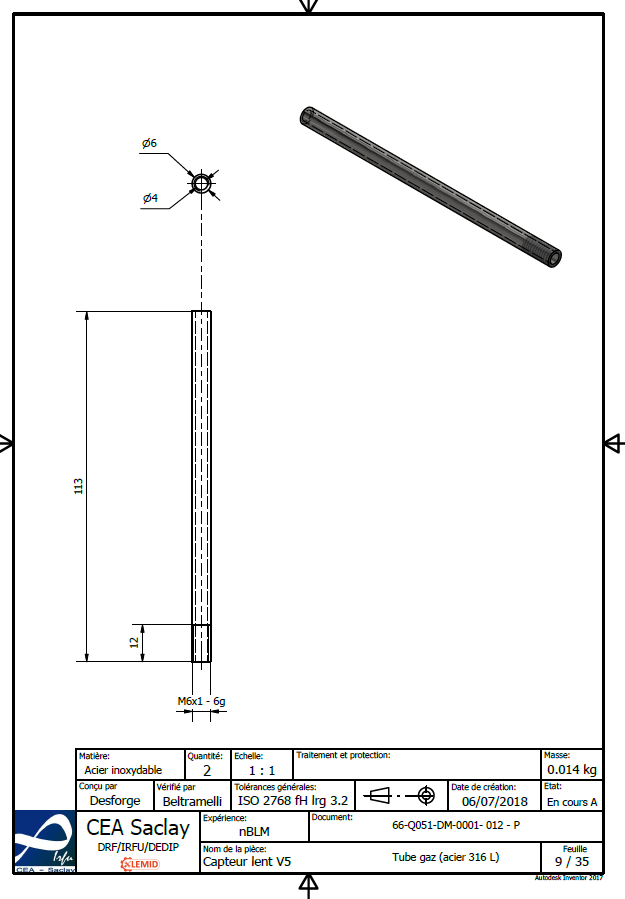 Ø6
Ø4
113
12
M6x1 - 6g
Matière:
Acier inoxydable
Quantité:
2
Echelle:
1 : 1
Traitement et protection:
Masse:
0.014 kg
Conçu par
Desforge
Vérifié par
Beltramelli
Tolérances générales:
ISO 2768 fH lrg 3.2
Date de création:
06/07/2018
Etat:
En cours A
Irfu
CEA - Saclay
CEA Saclay
DRF/IRFU/DEDIP
XLEMID
Expérience:
nBLM
Document:
66-Q051-DM-0001- 012 - P
Nom de la pièce:
Capteur lent V5
Tube gaz (acier 316 L)
Feuille
9 / 35
Autodesk Inventor 2017